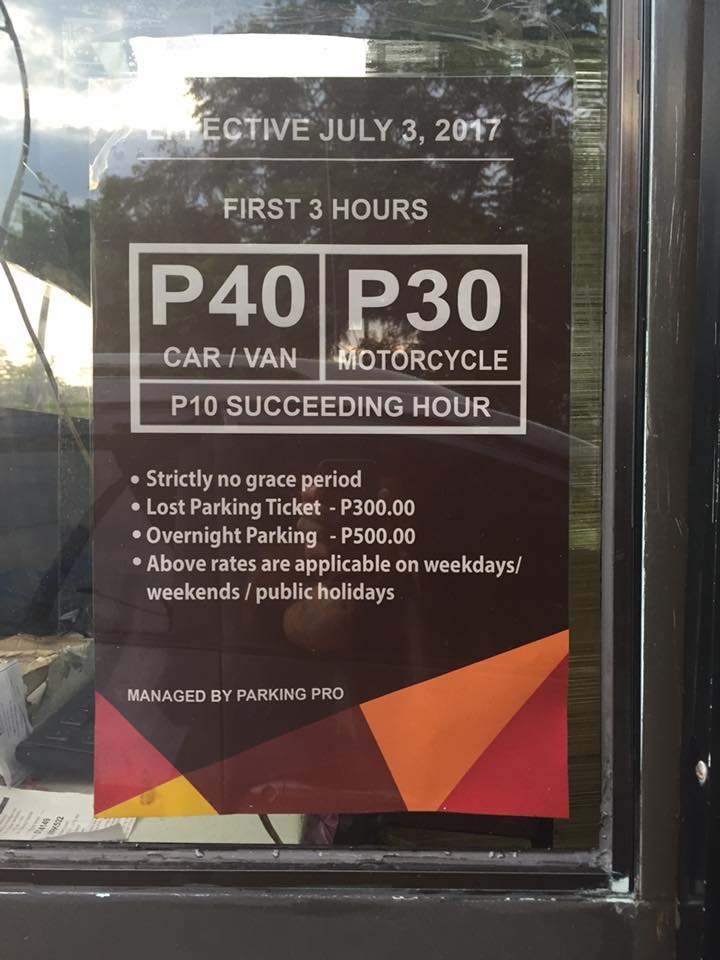 EFFECTIVE JULY 3, 2017
FIRST 3 HOURS
P40 P30
CAR / VAN MOTORCYCLE
P10 SUCCEEDING HOUR
• Strictly no grace period
• Lost Parking Ticket - P300.00
• Overnight Parking - P500.00
• Above rates are applicable on weekdays/
weekends / public holidays
MANAGED BY PARKING PRO